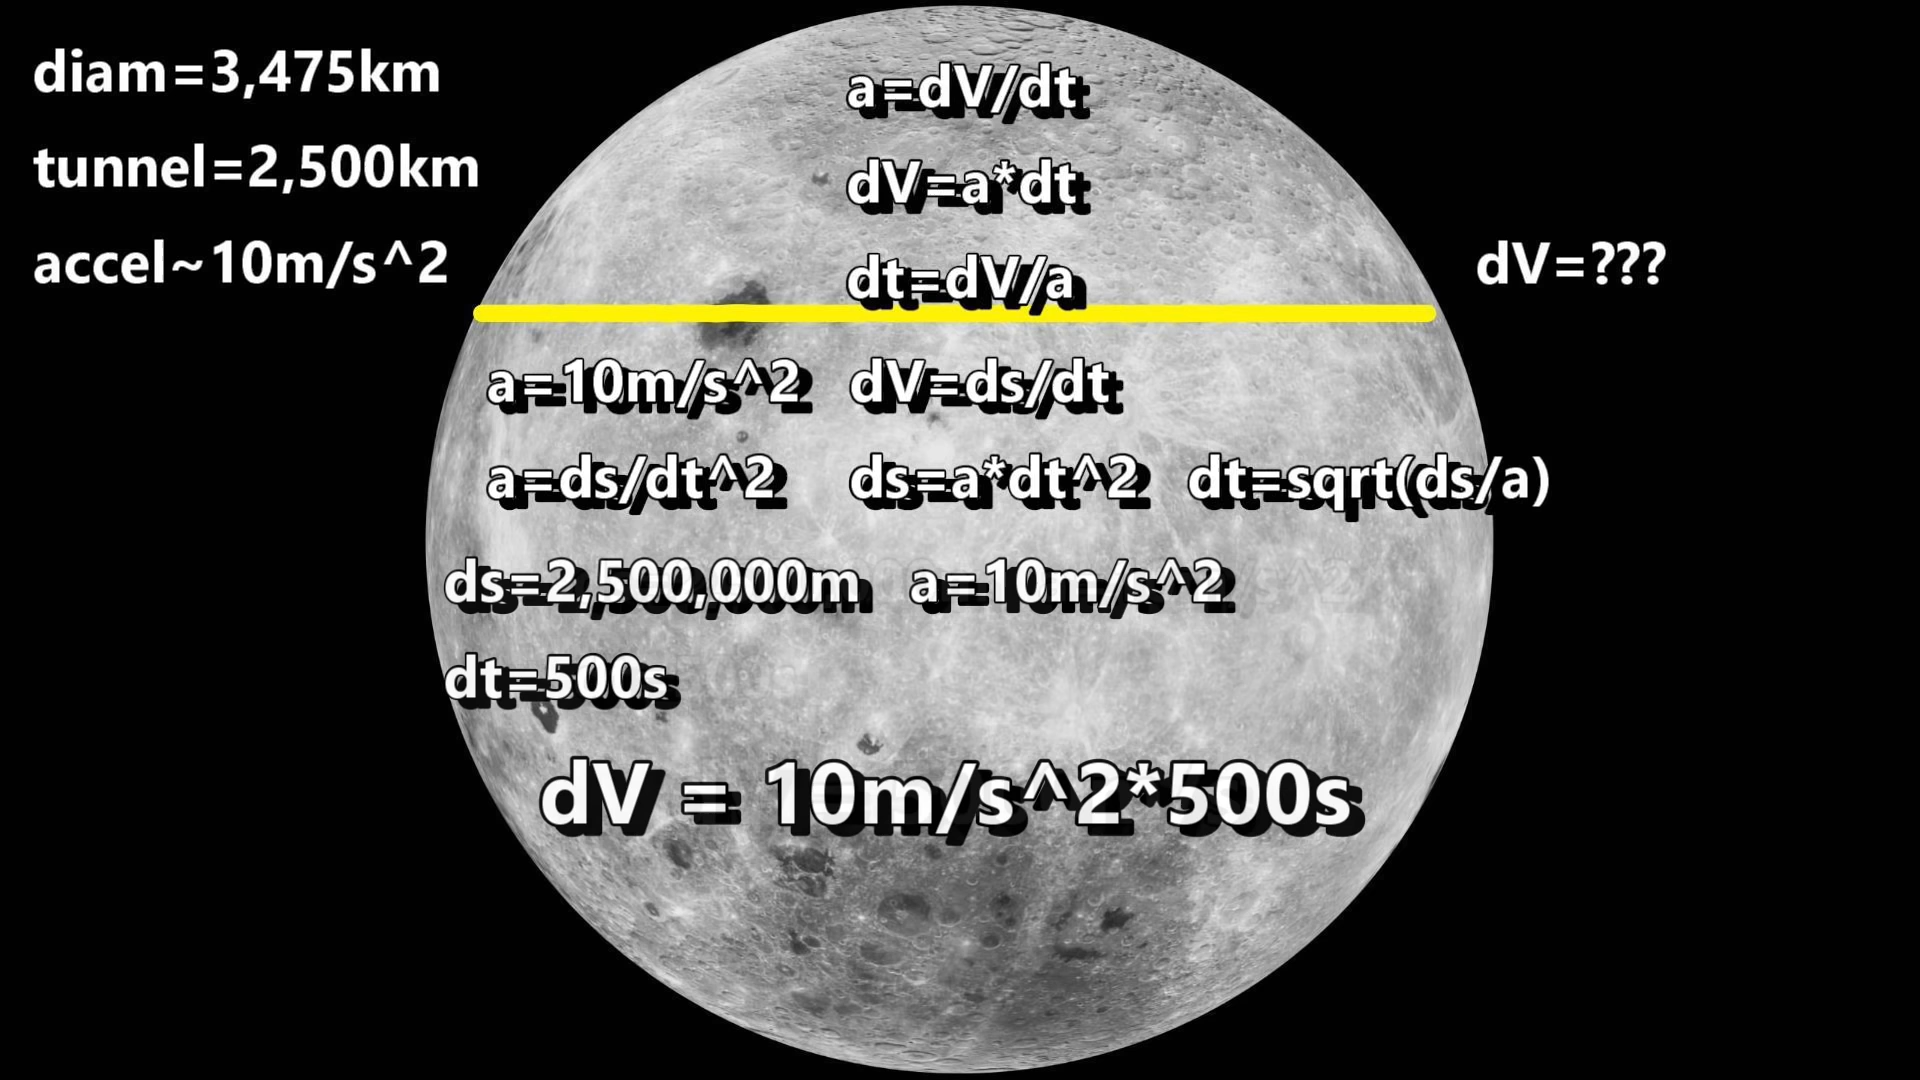 diam=3,475km
tunnel=2,500km
accel~10m/s^2
a=dV/dt
dV=a*dt
dt=dV/a
dV=???
a=10m/s^2 dV=ds/dt
a=ds/dt^2 ds=a*dt^2 dt=sqrt(ds/a)
ds=2,500,000m a=10m/s^2
dt=500s
dV = 10m/s^2*500s